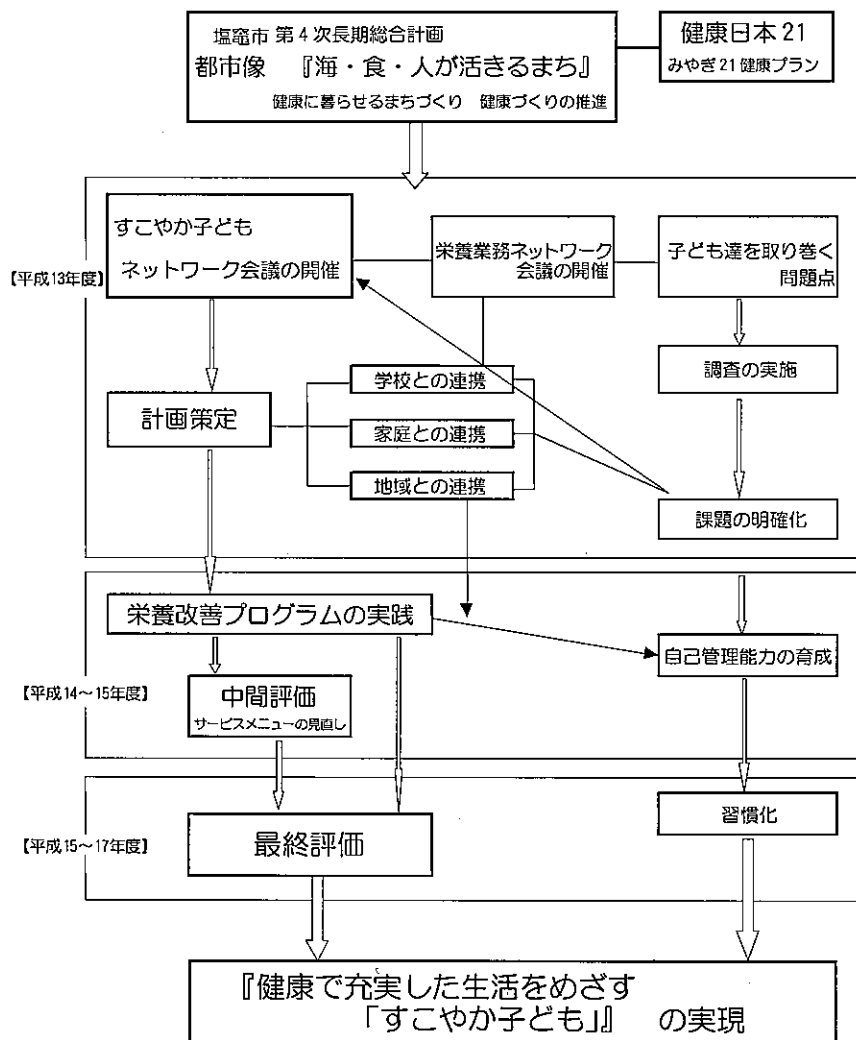 塩竈市 第4次長期総合計画
都市像 『海・食・人が活きるまち』
健康に暮らせるまちづくり 健康づくりの推進
健康日本21
みやぎ21健康プラン
【平成13年度】
すこやか子ども
ネットワーク会議の開催
栄養業務ネットワーク
会議の開催
子ども達を取り巻く
問題点
調査の実施
学校との連携
計画策定
家庭との連携
地域との連携
課題の明確化
【平成14～15年度】
栄養改善プログラムの実践
自己管理能力の育成
中間評価
サービスメニューの見直し
【平成15～17年度】
最終評価
習慣化
『健康で充実した生活をめざす
「すこやか子ども」』 の実現